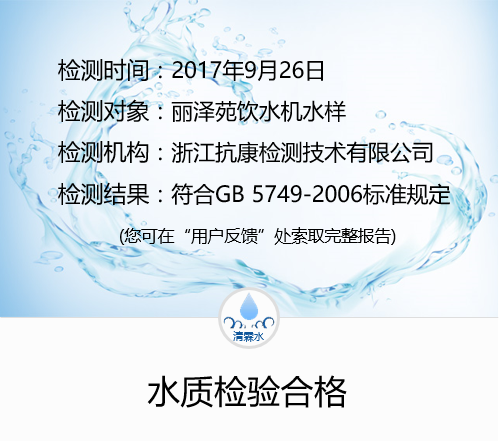 检测时间：2017年9月26日
检测对象：丽泽苑饮水机水样
检测机构：浙江抗康检测技术有限公司
检测结果：符合GB 5749-2006标准规定
(您可在“用户反馈”处索取完整报告)
清霖水
水质检验合格